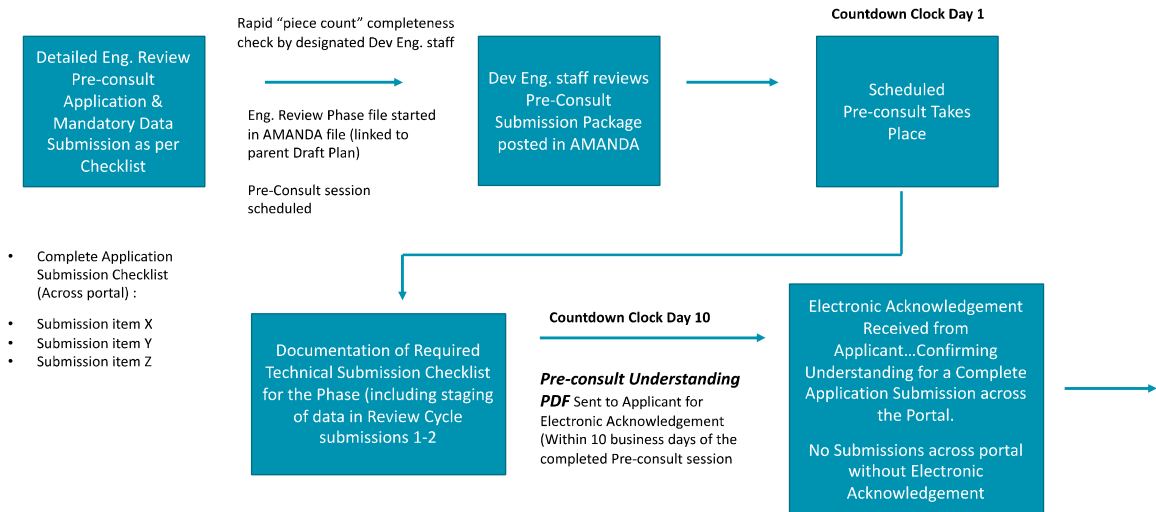 Countdown Clock Day 1
Rapid “piece count” completeness
check by designated Dev Eng. staff
Detailed Eng. Review
Pre-consult
Application &
Mandatory Data
Submission as per
Checklist
Eng. Review Phase file started
in AMANDA file (linked to
parent Draft Plan)
Pre-Consult session
scheduled
Dev Eng. staff reviews
Pre-Consult
Submission Package
posted in AMANDA
Scheduled
Pre-consult Takes
Place
• Complete Application
Submission Checklist
(Across portal) :
• Submission item X
• Submission item Y
• Submission item Z
Documentation of Required
Technical Submission Checklist
for the Phase (including staging
of data in Review Cycle
submissions 1-2
Countdown Clock Day 10
Pre-consult Understanding
PDF Sent to Applicant for
Electronic Acknowledgement
(Within 10 business days of the
completed Pre-consult session
Electronic Acknowledgement
Received from
Applicant...Confirming
Understanding for a Complete
Application Submission across
the Portal.
No Submissions across portal
without Electronic
Acknowledgement